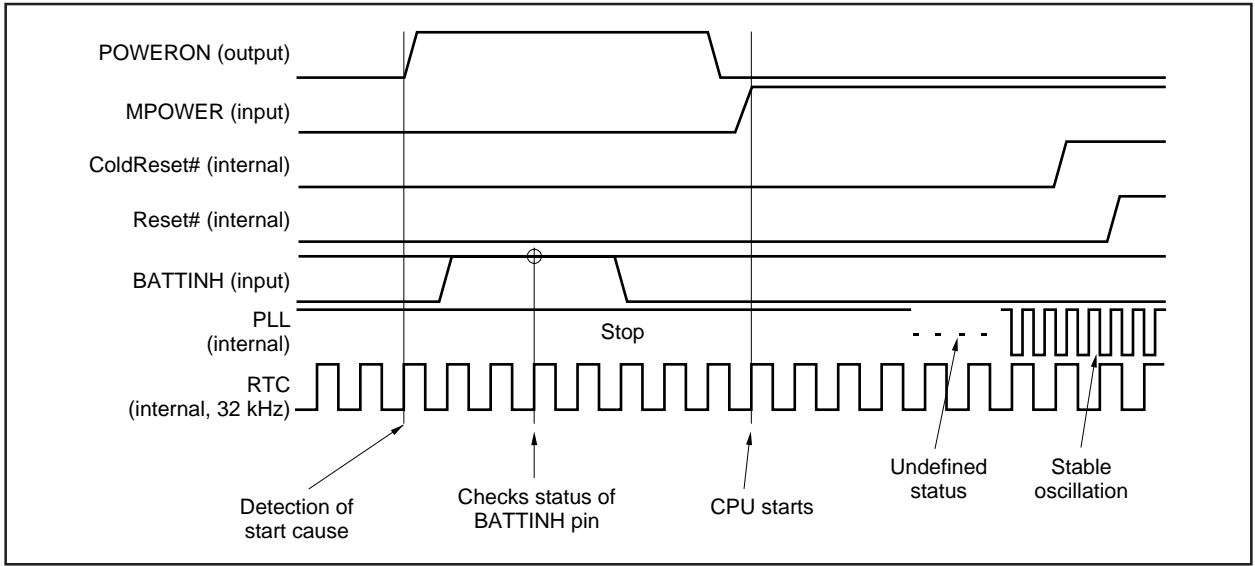 POWERON (output)
MPOWER (input)
ColdReset# (internal)
Reset# (internal)
BATTINH (input)
PLL
(internal)
Stop
RTC
(internal, 32 kHz)
Detection of
start cause
Checks status of
BATTINH pin
CPU starts
Undefined
status
Stable
oscillation